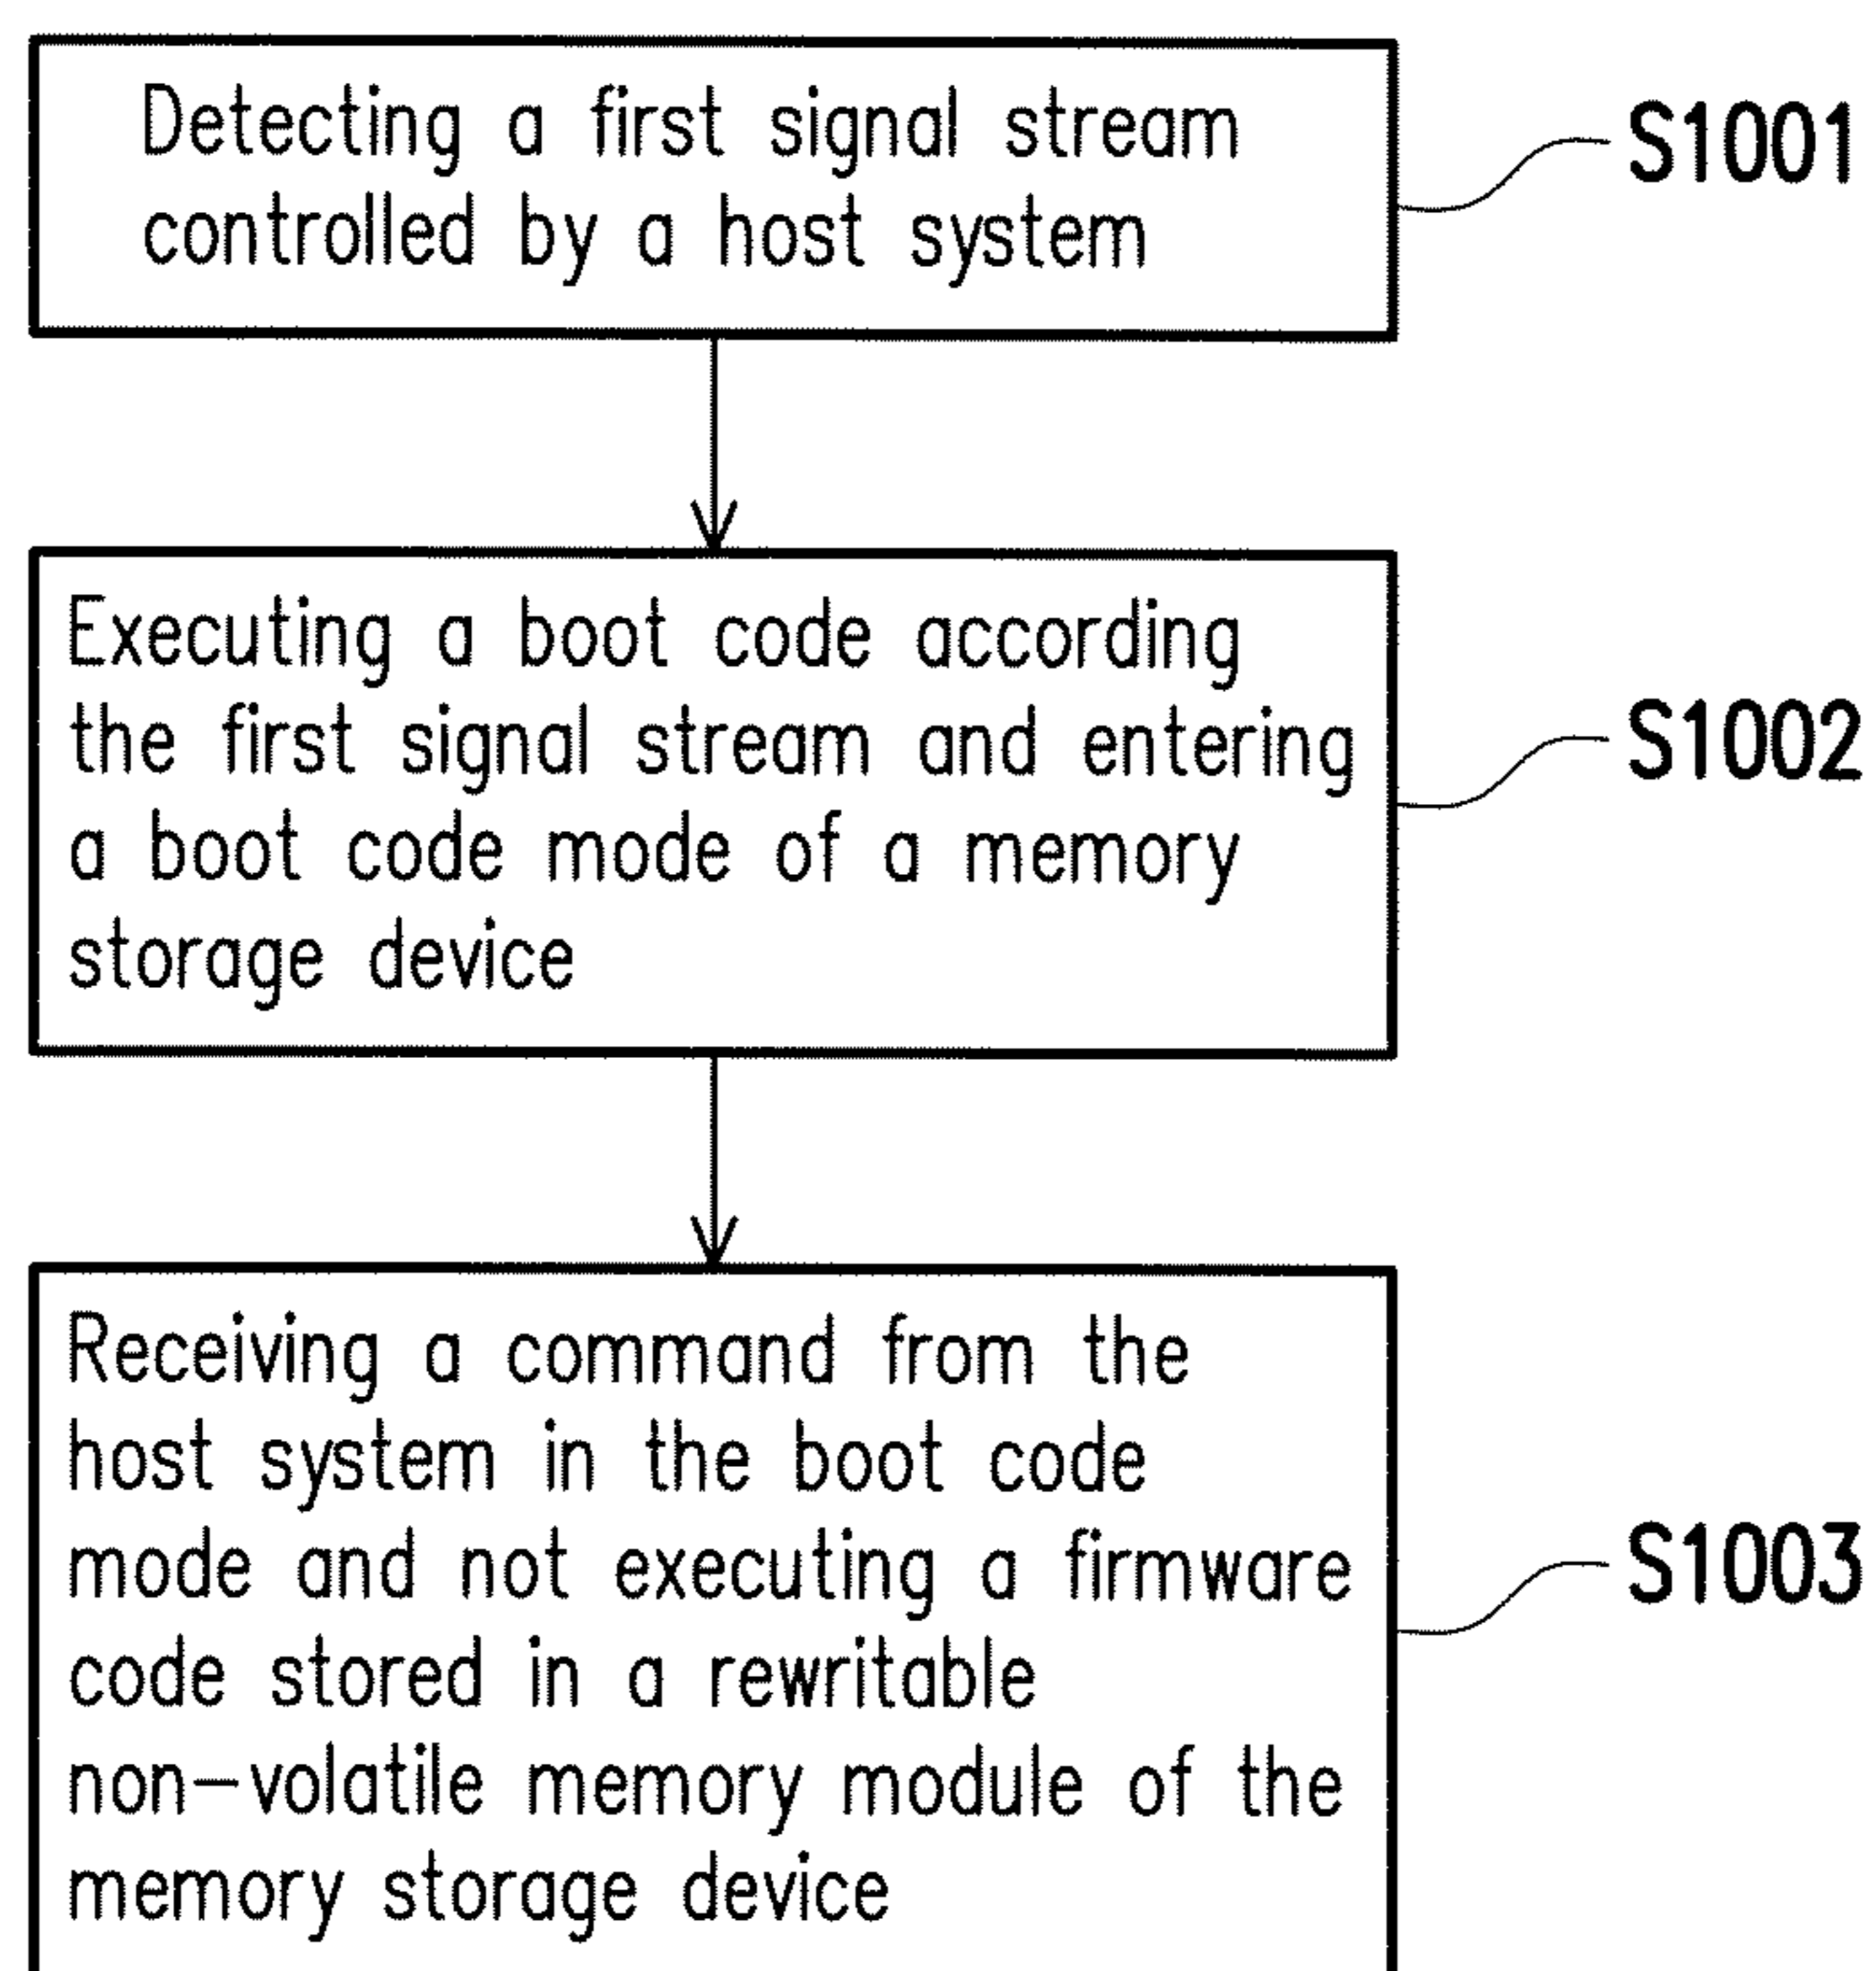 Detecting a first signal stream
controlled by a host system
S1001
Executing a boot code according
the first signal stream and entering
a boot code mode of a memory
storage device
S1002
Receiving a command from the
host system in the boot code
mode and not executing a firmware
code stored in a rewritable
non-volatile memory module of the
memory storage device
S1003